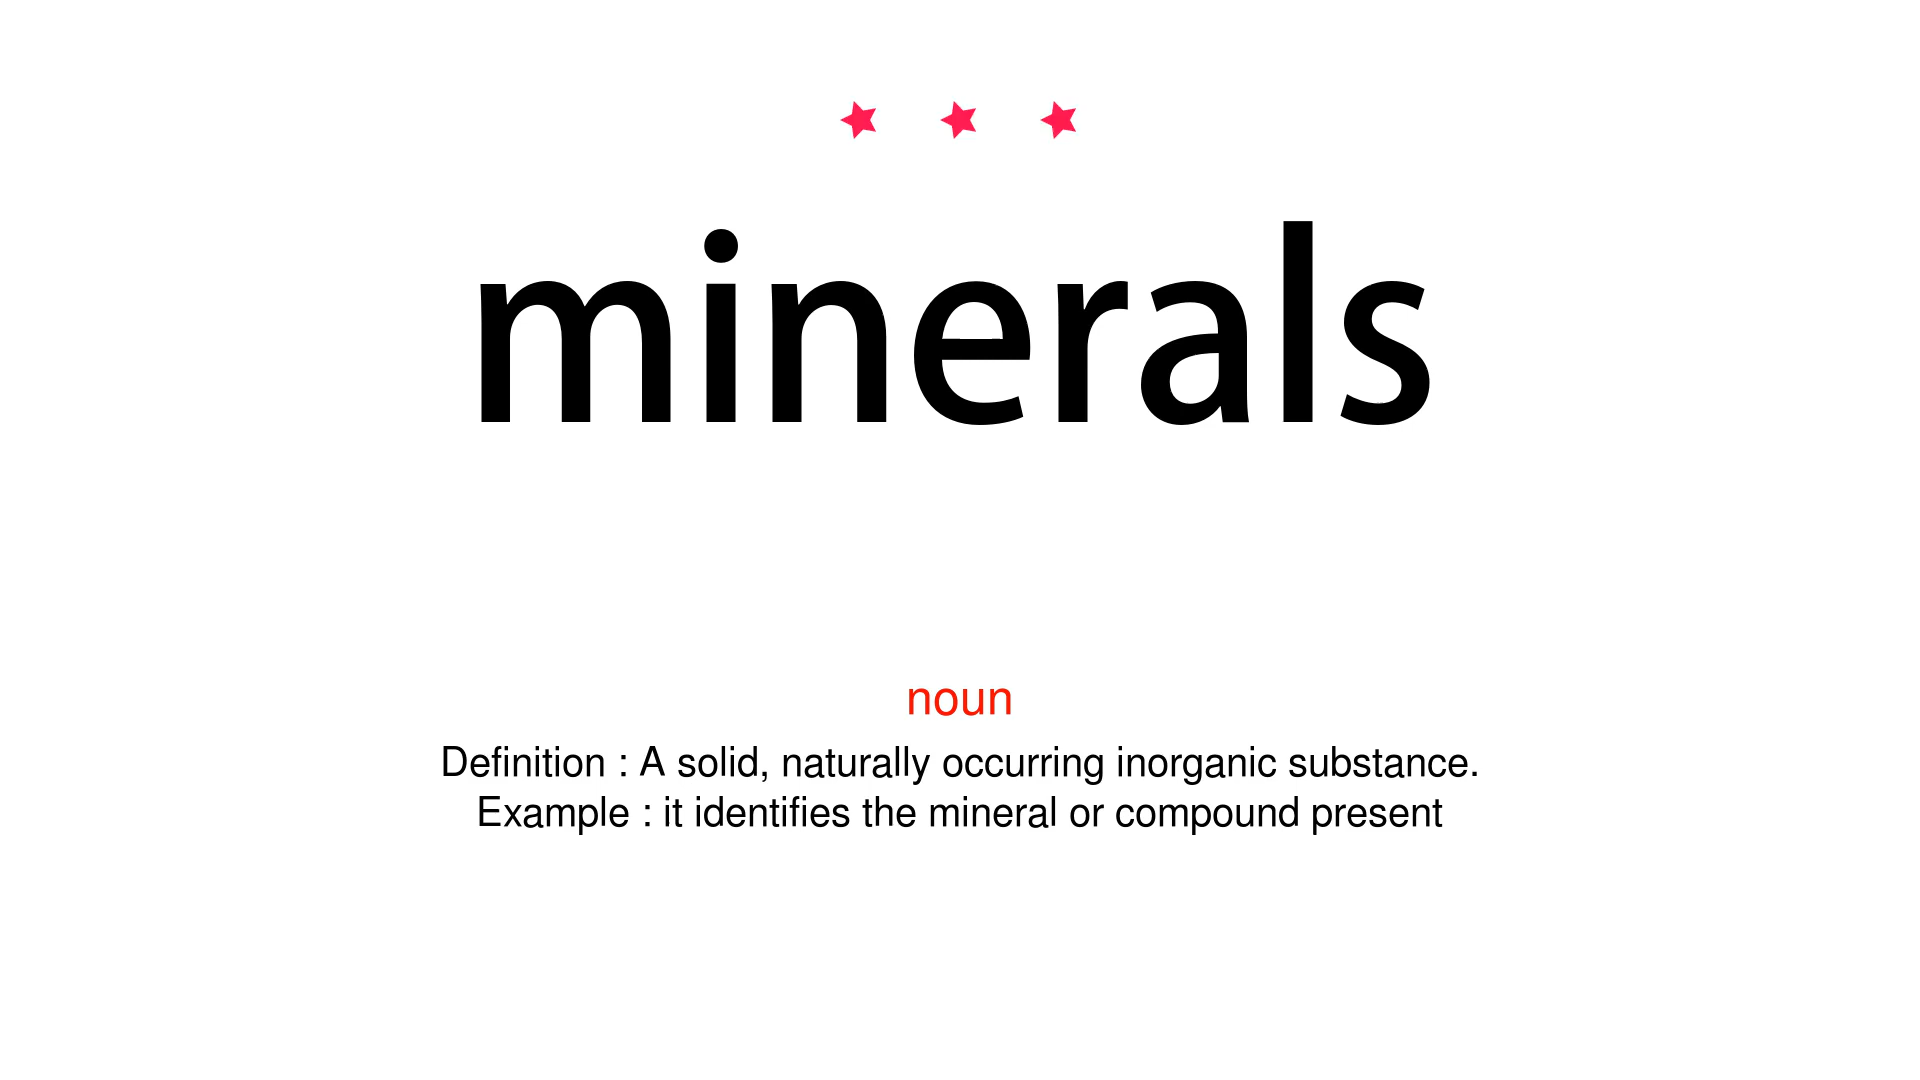 minerals
noun
Definition : A solid, naturally occurring inorganic substance.
Example : it identifies the mineral or compound present